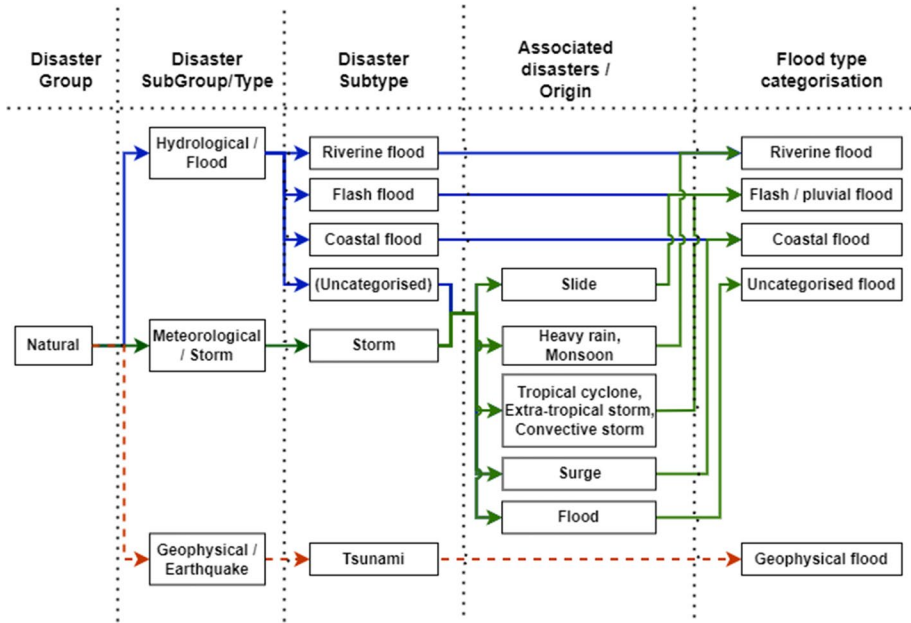 Disaster
Group
Disaster
SubGroup/Type
Disaster
Subtype
Associated
disasters /
Origin
Flood type
categorisation
Hydrological /
Flood
Riverine flood
Riverine flood
Flash flood
Flash / pluvial flood
Coastal flood
Coastal flood
(Uncategorised)
Slide
Uncategorised flood
Natural
Meteorological
/ Storm
Storm
Heavy rain,
Monsoon
Tropical cyclone,
Extra-tropical storm,
Convective storm
Surge
Flood
Geophysical /
Earthquake
Tsunami
Geophysical flood